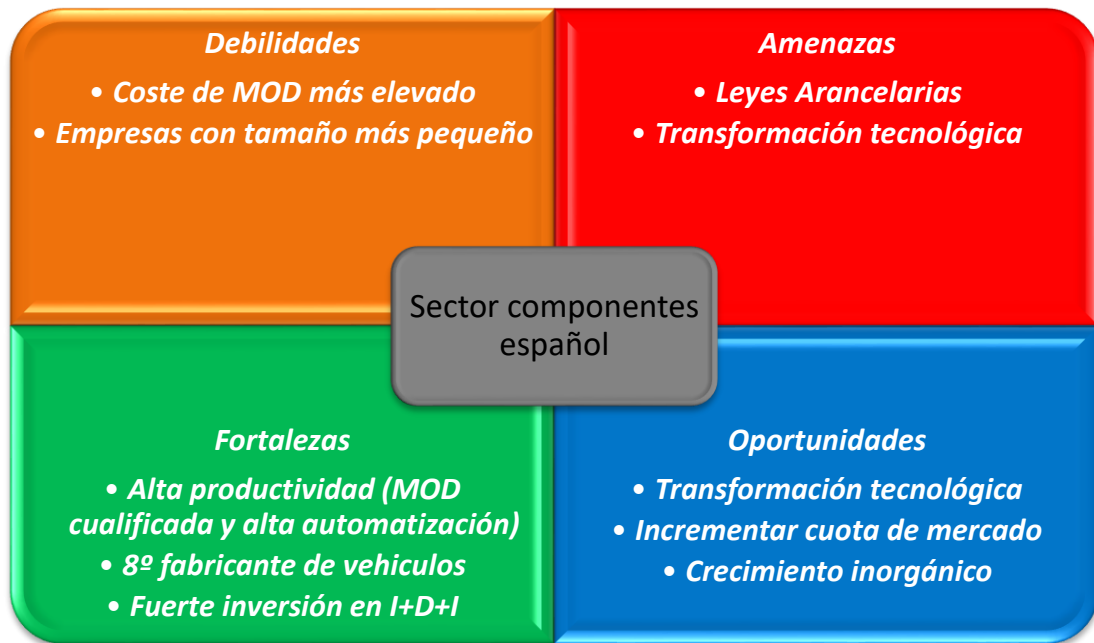 Debilidades
• Coste de MOD más elevado
• Empresas con tamaño más pequeño
Amenazas
• Leyes Arancelarias
• Transformación tecnológica
Sector componentes
español
Fortalezas
• Alta productividad (MOD
cualificada y alta automatización)
• 8º fabricante de vehiculos
• Fuerte inversión en I+D+I
Oportunidades
• Transformación tecnológica
• Incrementar cuota de mercado
• Crecimiento inorgánico